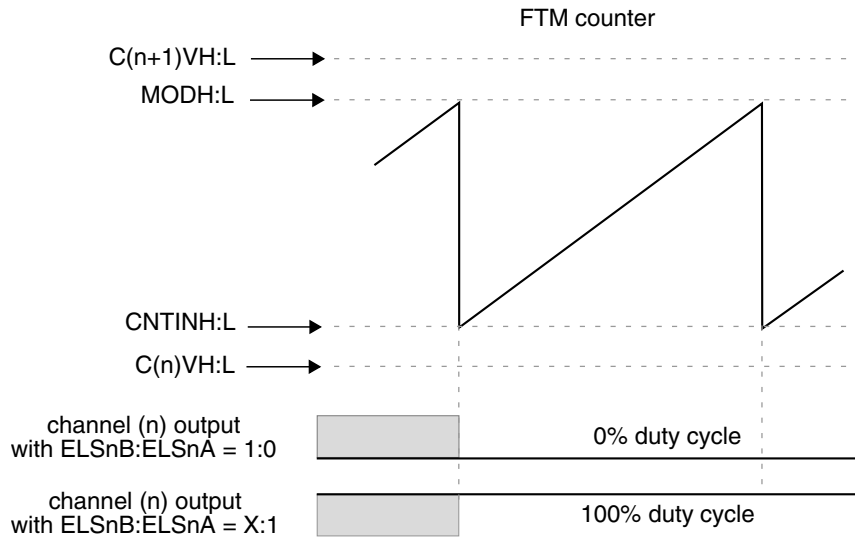 FTM counter
C(n+1)VH:L
MODH:L
CNTINH:L
C(n)VH:L
channel (n) output
with ELSnB:ELSnA = 1:0
0% duty cycle
channel (n) output
with ELSnB:ELSnA = X:1
100% duty cycle